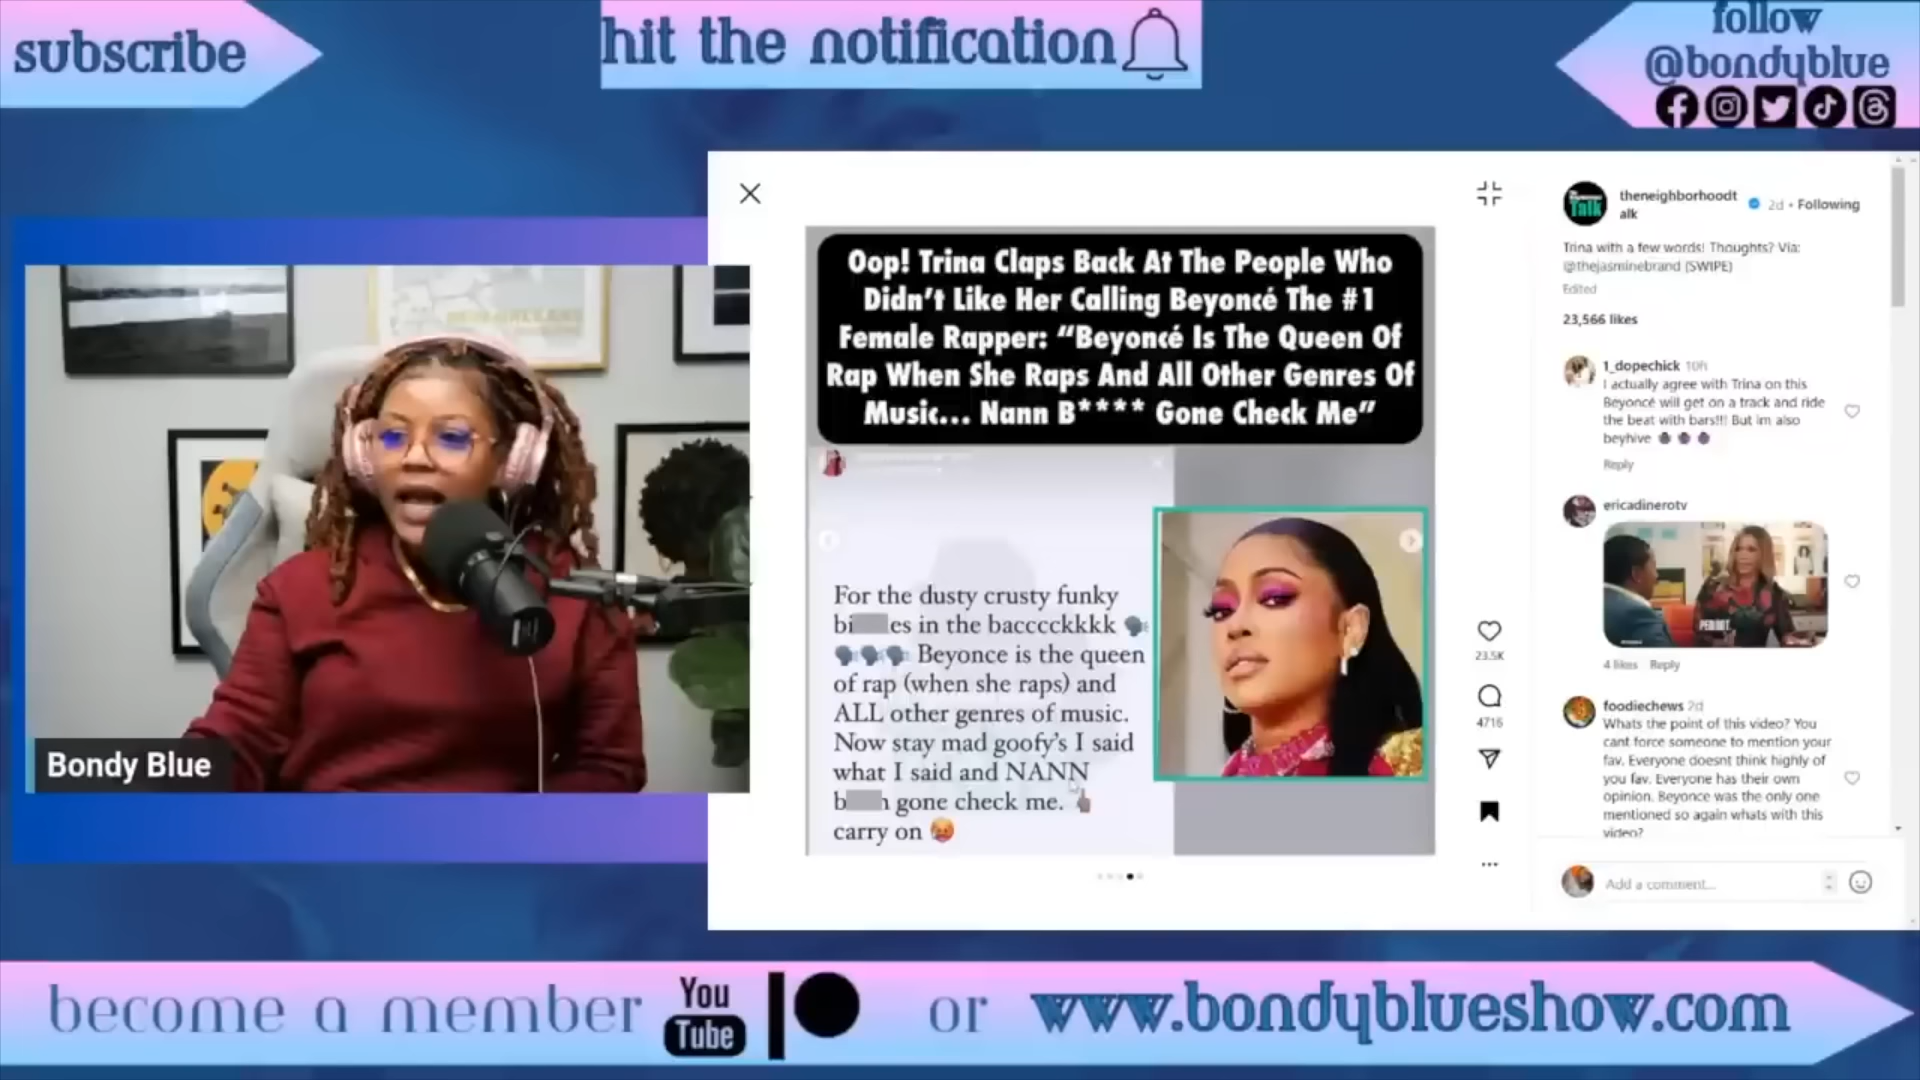 subscribe
hit the notification
follow
@bondyblue
theneighborhoodt
alk
2d • Following
Trina with a few words! Thoughts? Via:
@thejasminebrand (SWIPE)
Edited
23,566 likes
Oop! Trina Claps Back At The People Who
Didn't Like Her Calling Beyoncé The #1
Female Rapper: “Beyoncé Is The Queen Of
Rap When She Raps And All Other Genres Of
Music... Nann B**** Gone Check Me”
For the dusty crusty funky
bi es in the bacccckkkk 🗣
🗣🗣🗣 Beyonce is the queen
of rap (when she raps) and
ALL other genres of music.
Now stay mad goofy's I said
what I said and NANN
b h gone check me.
carry on 🥵
23.5K
4716
1_dopechick 10h
I actually agree with Trina on this
Beyoncé will get on a track and ride
the beat with bars!!! But im also
beyhive
Reply
ericadinerotv
4 likes Reply
foodiechews 2d
Whats the point of this video? You
cant force someone to mention your
fav. Everyone doesnt think highly of
you fav. Everyone has their own
opinion. Beyonce was the only one
mentioned so again whats with this
video?
Add a comment...
Bondy Blue
become a member
You
Tube
or
www.bondyblueshow.com